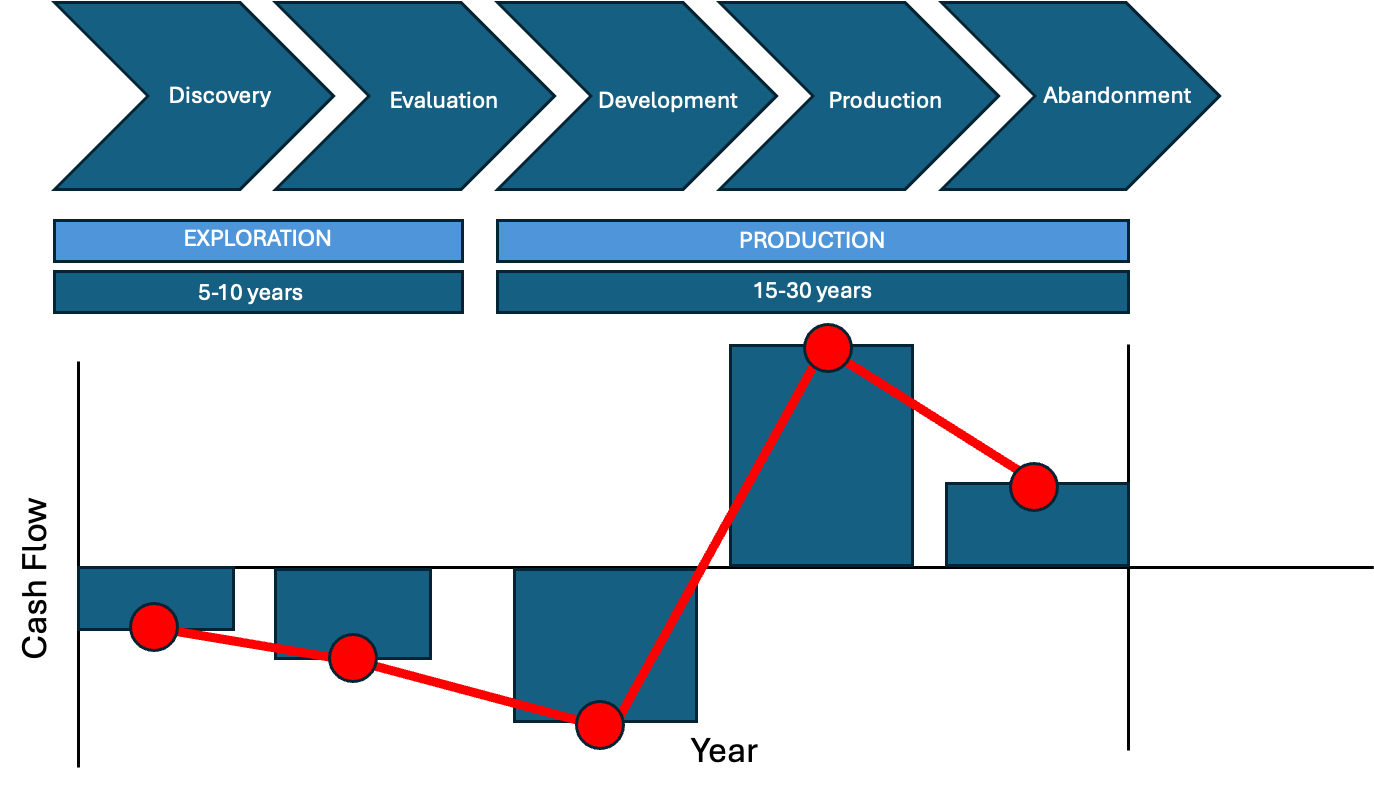 Discovery
Evaluation
Development
Production
Abandonment
EXPLORATION
PRODUCTION
5-10 years
15-30 years
Cash Flow
Year